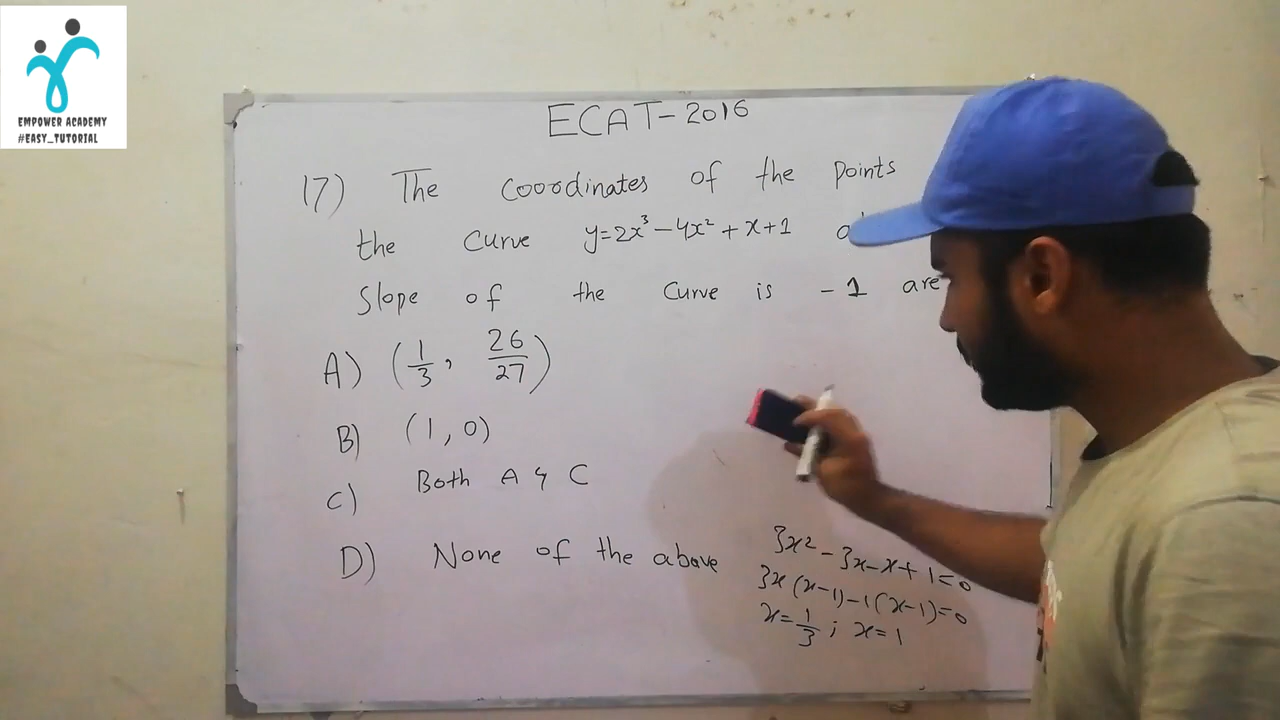 EMPOWER ACADEMY
#EASY_TUTORIAL
ECAT-2016
17) The Coordinates of the points
the Curve y=2x³-4x²+x+1
Slope of the Curve is -1 are
A) (1/3, 26/27)
B) (1, 0)
C) Both A & C
D) None of the above
3x²-3x-x+1=0
3x(x-1)-1(x-1)=0
x=1/3; x=1